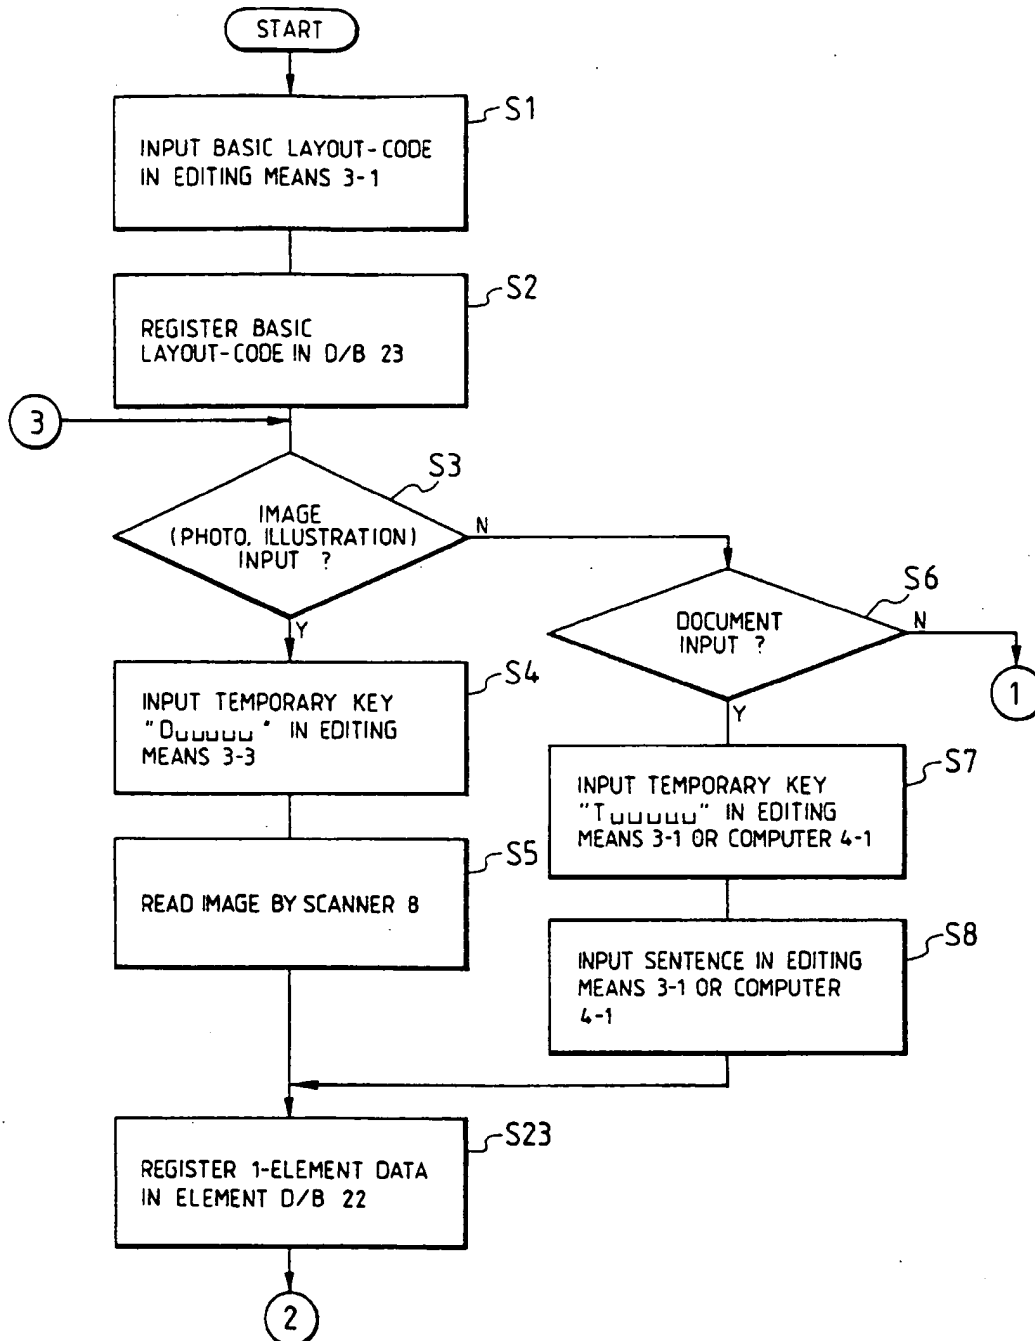 START
S1
INPUT BASIC LAYOUT-CODE
IN EDITING MEANS 3-1
S2
REGISTER BASIC
LAYOUT-CODE IN D/B 23
3
S3
IMAGE
(PHOTO, ILLUSTRATION)
INPUT ?
N
Y
S6
DOCUMENT
INPUT ?
N
Y
1
S4
INPUT TEMPORARY KEY
"D␣␣␣␣␣" IN EDITING
MEANS 3-3
S7
INPUT TEMPORARY KEY
"T␣␣␣␣␣" IN EDITING
MEANS 3-1 OR COMPUTER 4-1
S5
READ IMAGE BY SCANNER 8
S8
INPUT SENTENCE IN EDITING
MEANS 3-1 OR COMPUTER
4-1
S23
REGISTER 1-ELEMENT DATA
IN ELEMENT D/B 22
2